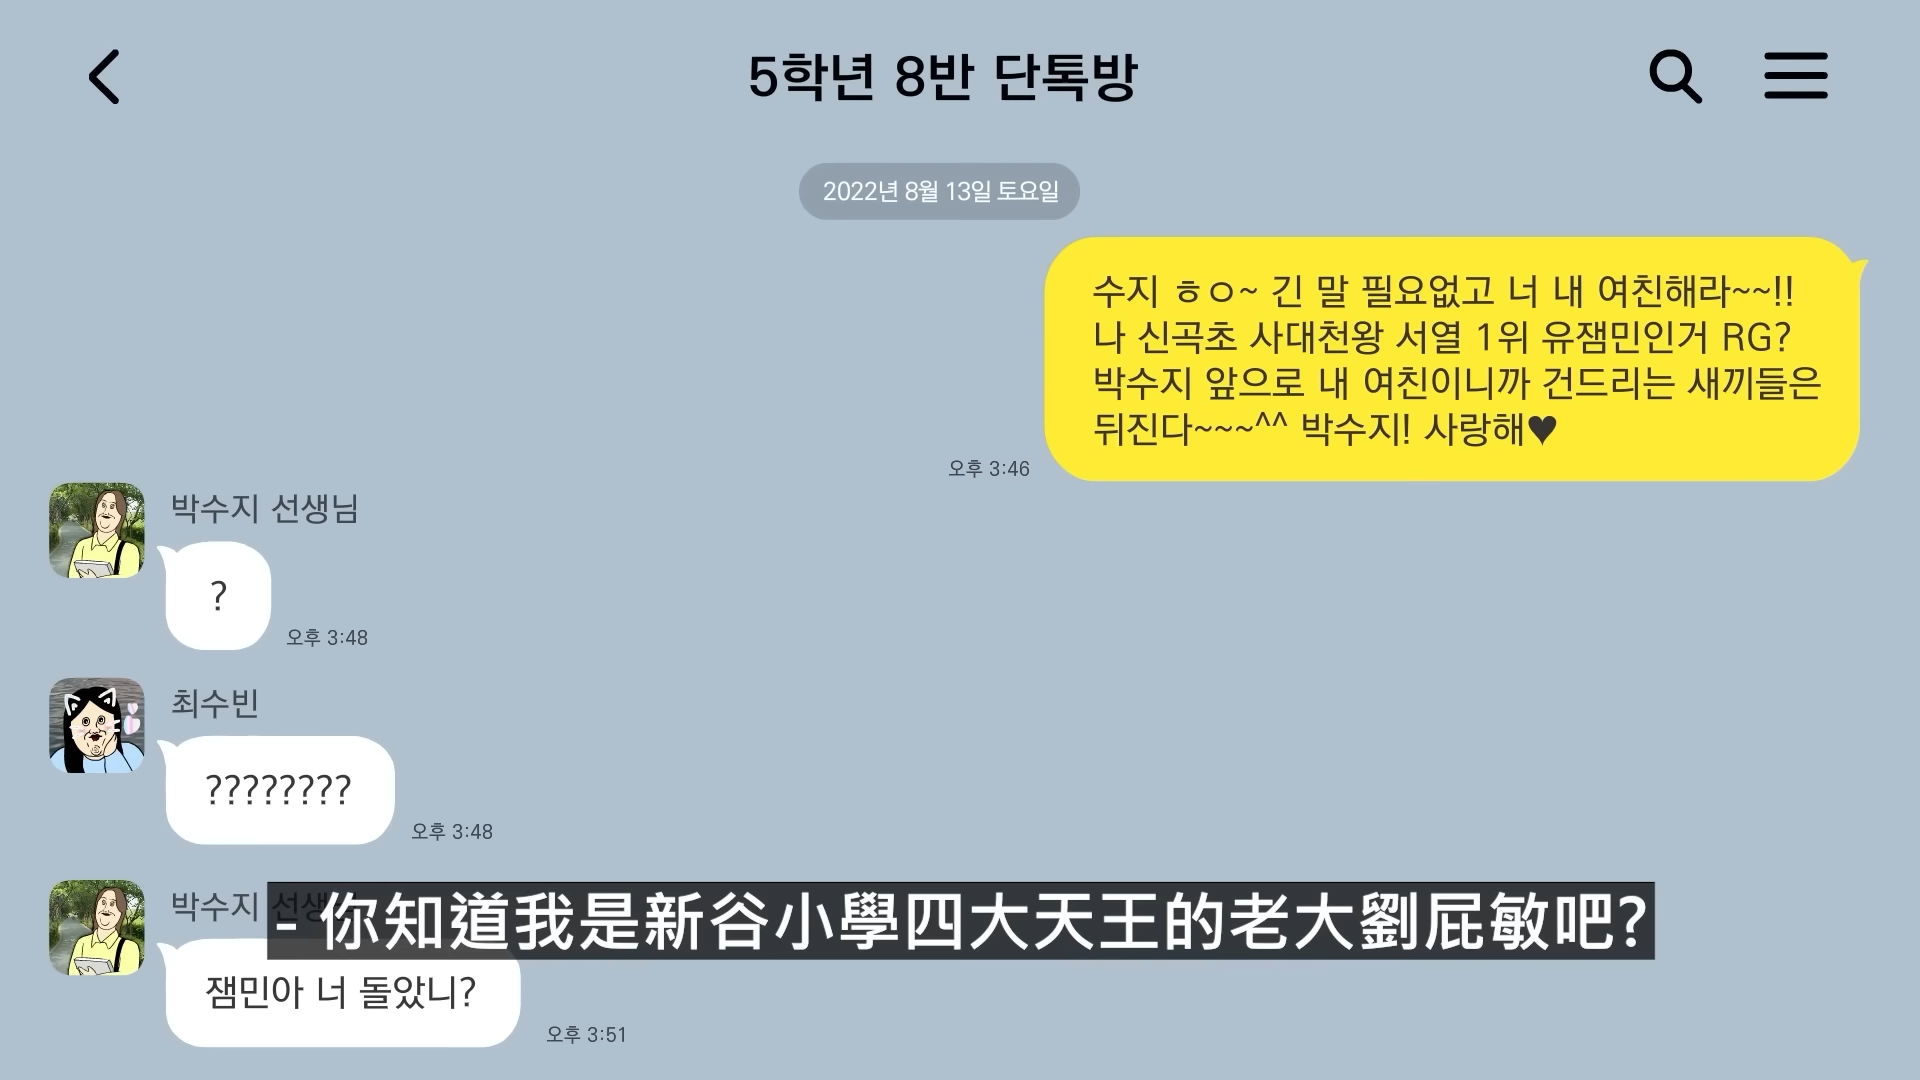 5학년 8반 단톡방
2022년 8월 13일 토요일
수지 ㅎㅇ~ 긴 말 필요없고 너 내 여친해라~~!!
나 신곡초 사대천왕 서열 1위 유잼민인거 RG?
박수지 앞으로 내 여친이니까 건드리는 새끼들은
뒤진다~~~^^ 박수지! 사랑해♥
오후 3:46
박수지 선생님
?
오후 3:48
최수빈
????????
오후 3:48
박수지 선생님
- 你知道我是新谷小學四大天王的老大劉屁敏吧?
잼민아 너 돌았니?
오후 3:51